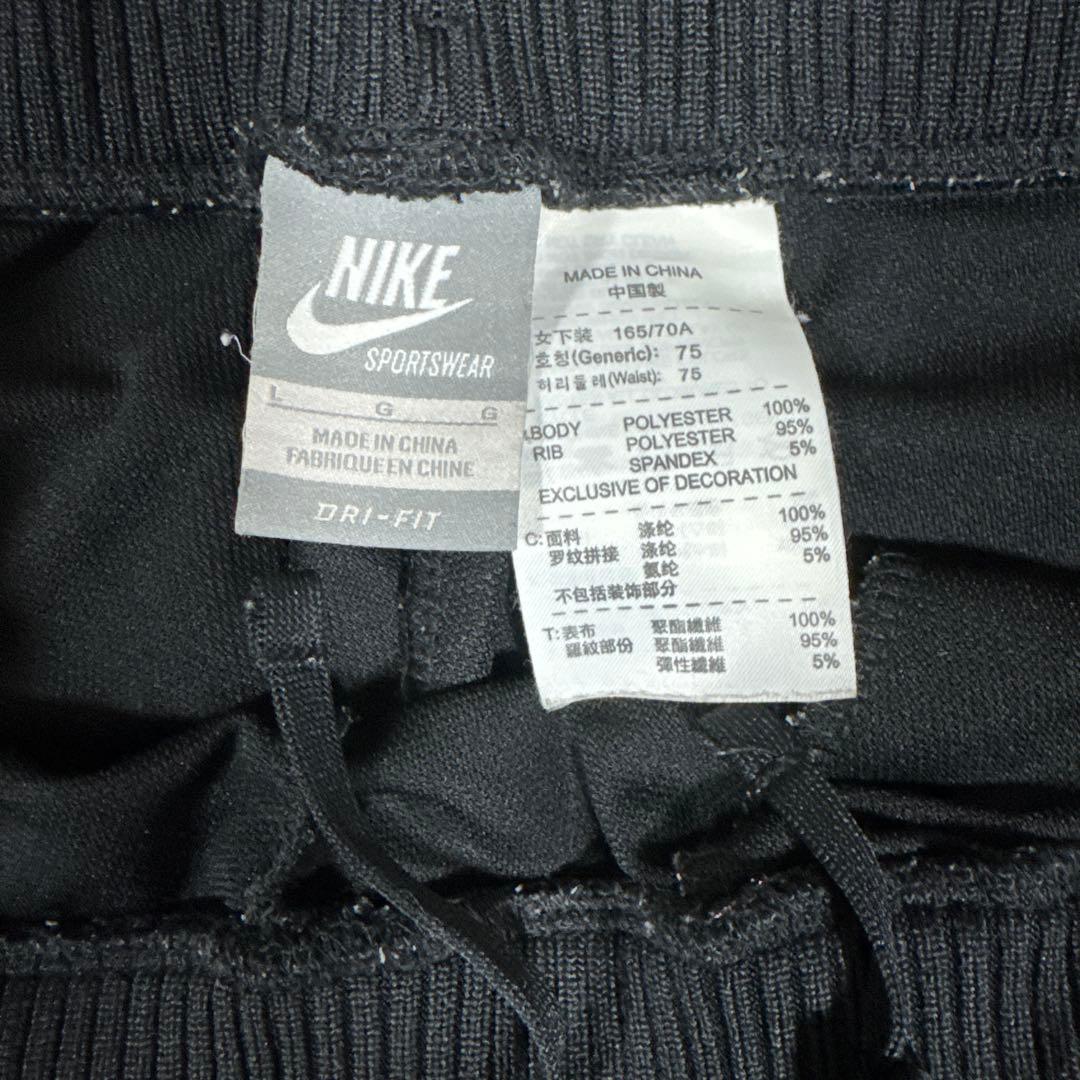 NIKE
SPORTSWEAR
L G G
MADE IN CHINA
FABRIQUE EN CHINE
DRI-FIT
MADE IN CHINA
中国製
女下装 165/70A
호칭(Generic): 75
허리둘레(Waist): 75
BODY POLYESTER 100%
RIB POLYESTER 95%
SPANDEX 5%
EXCLUSIVE OF DECORATION
C:面料 涤纶 100%
罗纹拼接 涤纶 95%
氨纶 5%
不包括装饰部分
T:表布 聚酯纖維 100%
羅紋部份 聚酯纖維 95%
彈性纖維 5%